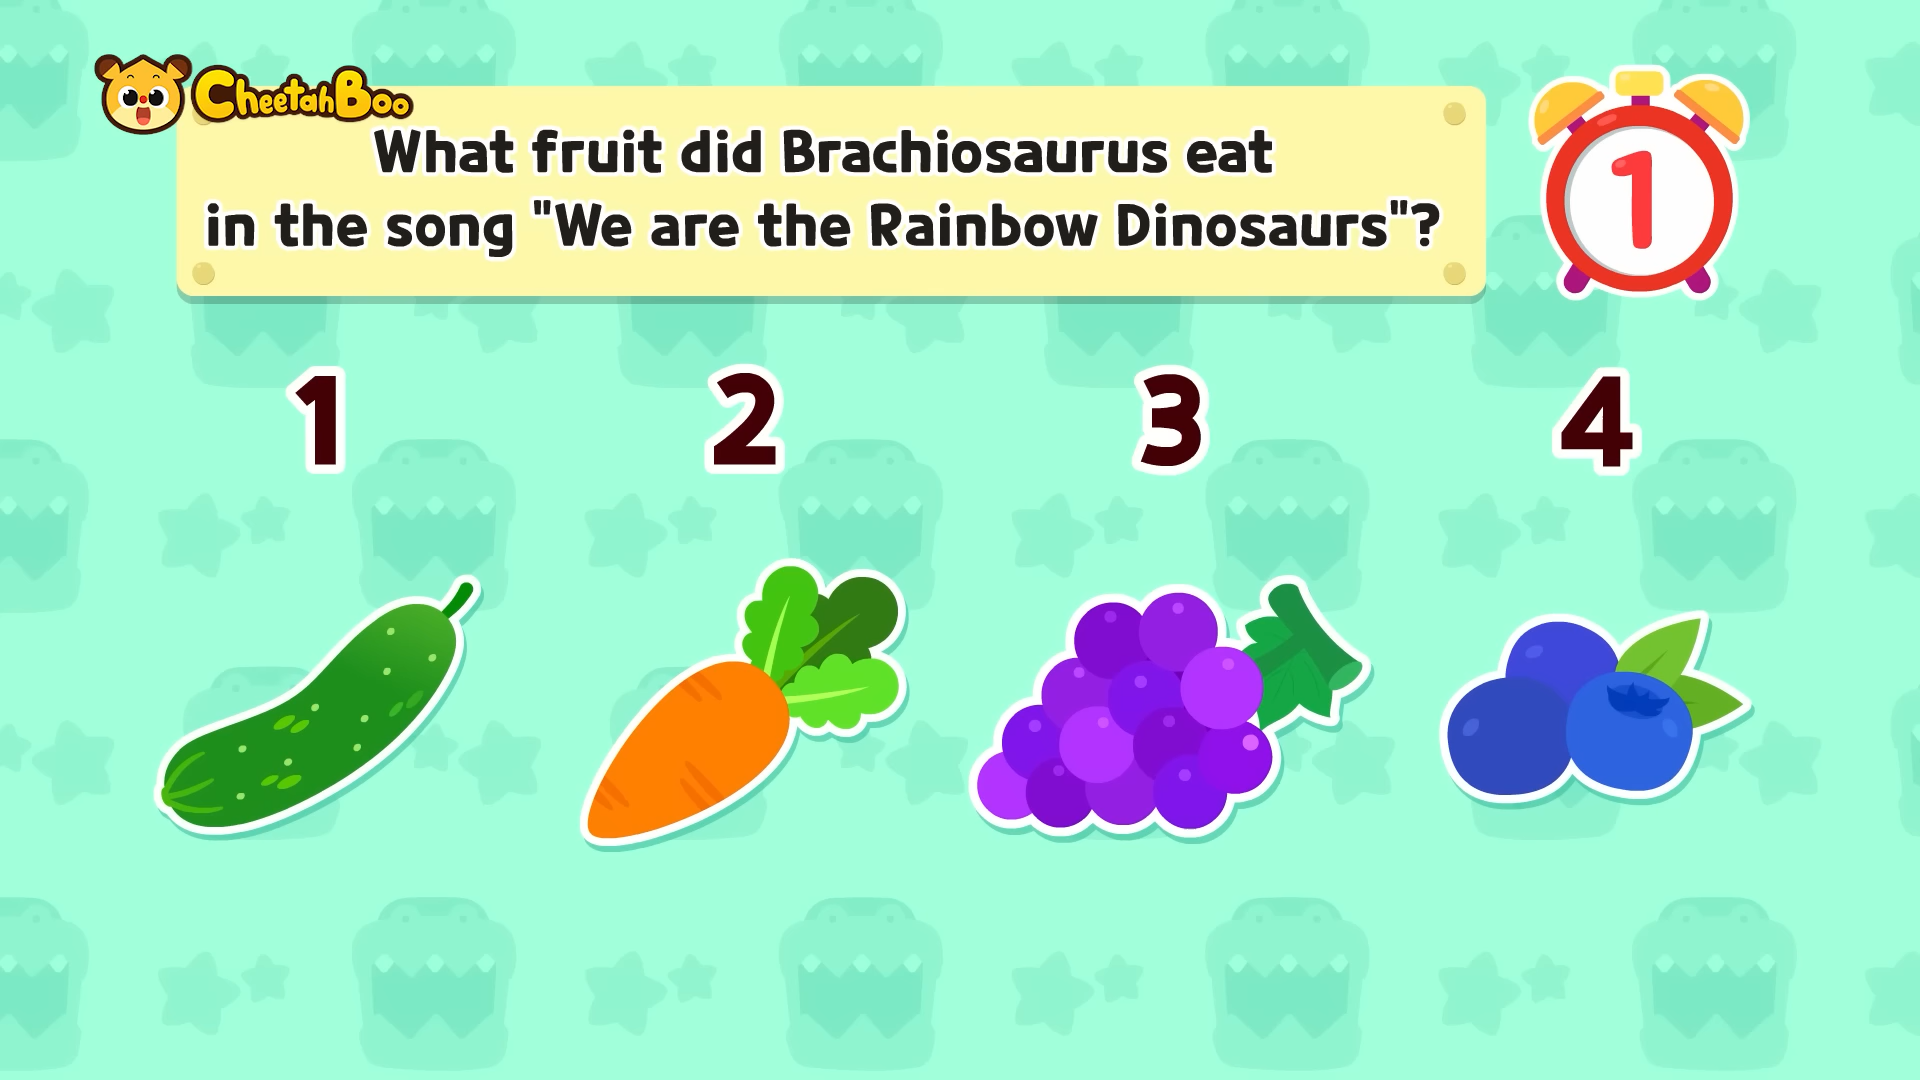 CheetahBoo
What fruit did Brachiosaurus eat
in the song "We are the Rainbow Dinosaurs"?
1
1 2 3 4